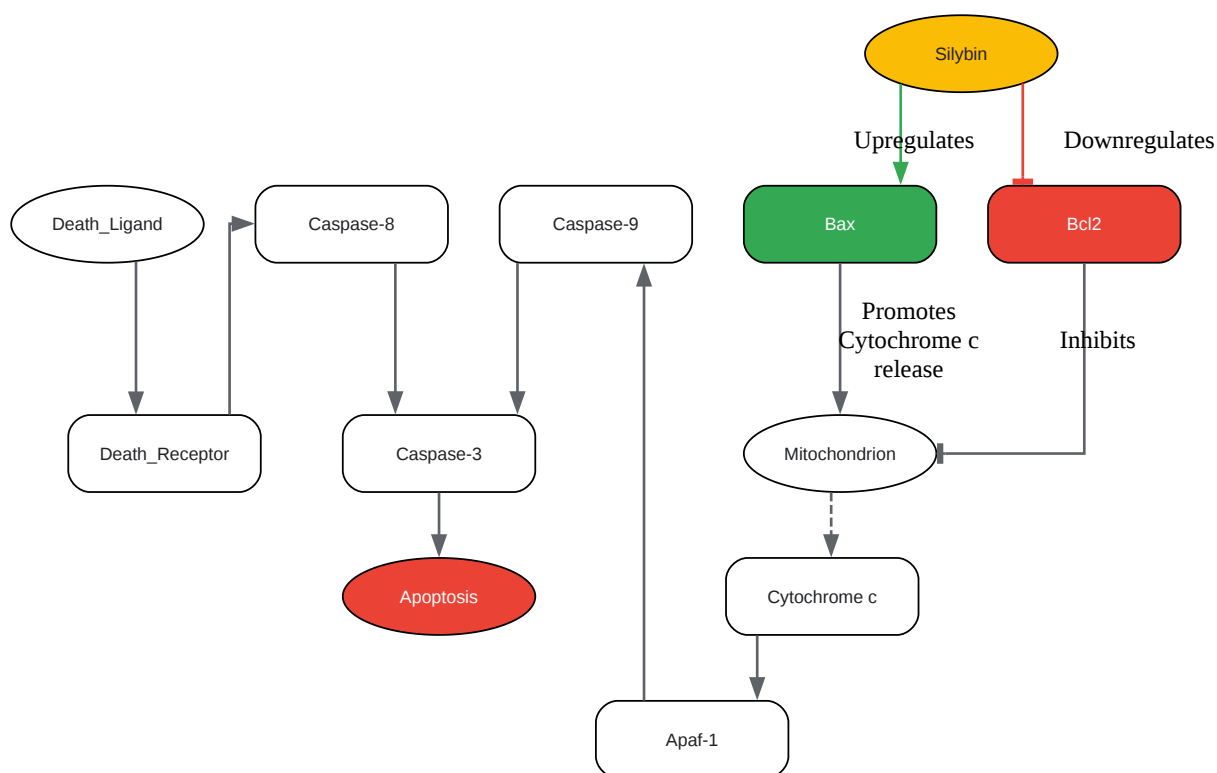 Silybin
Upregulates
Downregulates
Death_Ligand
Caspase-8
Caspase-9
Bax
Bcl2
Promotes
Cytochrome c
release
Inhibits
Death_Receptor
Caspase-3
Mitochondrion
Apoptosis
Cytochrome c
Apaf-1